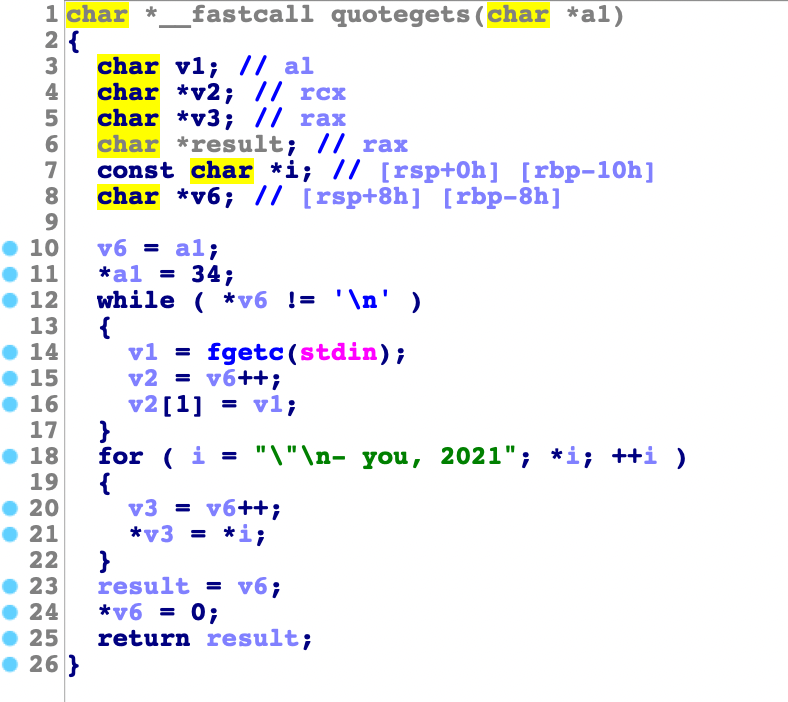 1 char *__fastcall quotegets(char *a1)
2 {
3   char v1; // al
4   char *v2; // rcx
5   char *v3; // rax
6   char *result; // rax
7   const char *i; // [rsp+0h] [rbp-10h]
8   char *v6; // [rsp+8h] [rbp-8h]
9
10   v6 = a1;
11   *a1 = 34;
12   while ( *v6 != '\n' )
13   {
14     v1 = fgetc(stdin);
15     v2 = v6++;
16     v2[1] = v1;
17   }
18   for ( i = "\"\n- you, 2021"; *i; ++i )
19   {
20     v3 = v6++;
21     *v3 = *i;
22   }
23   result = v6;
24   *v6 = 0;
25   return result;
26 }